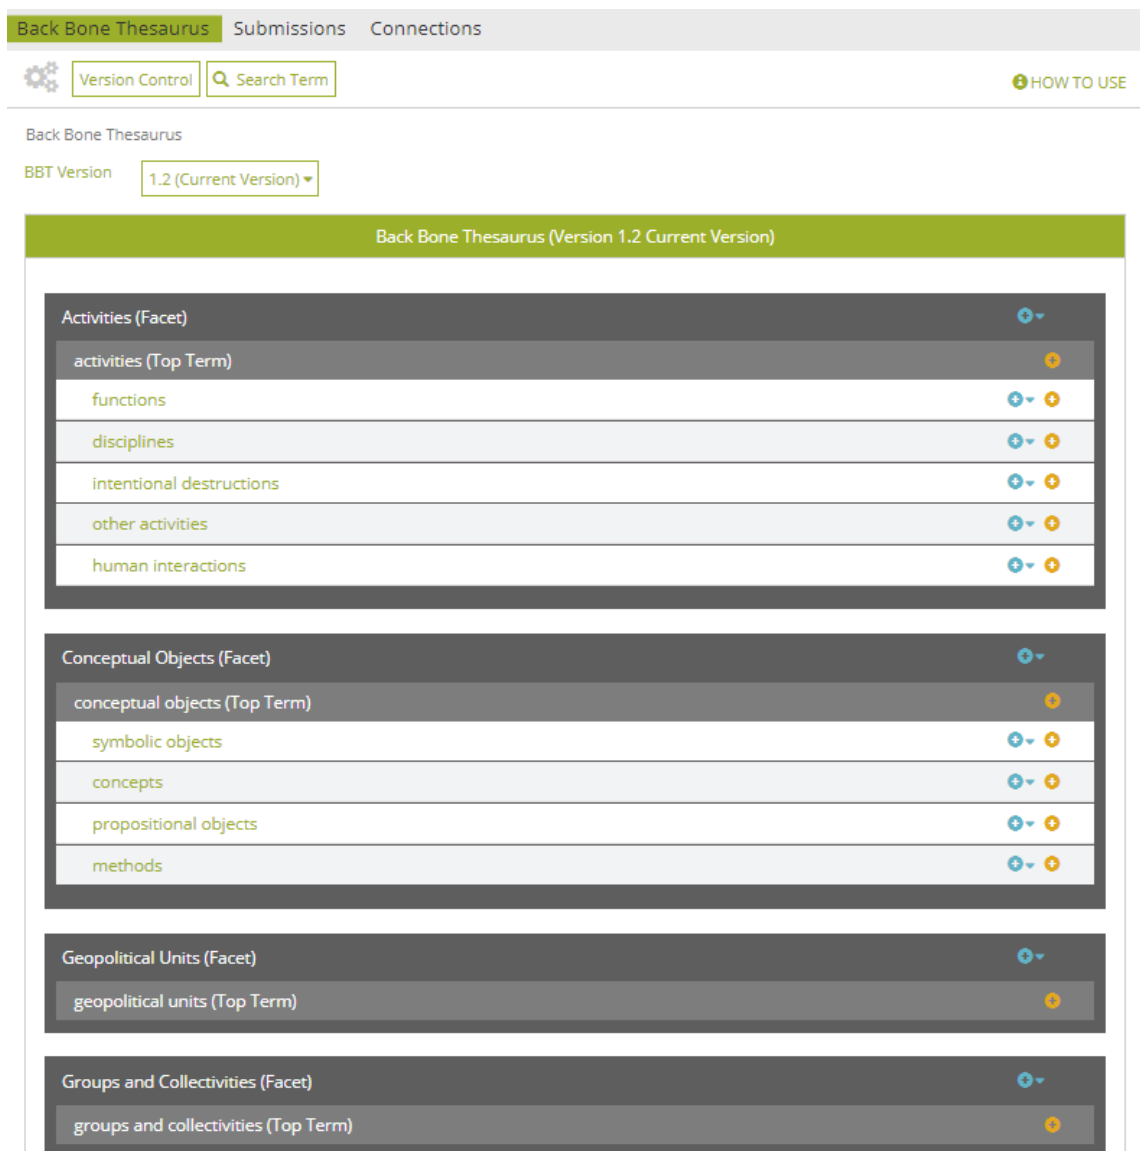 Back Bone Thesaurus Submissions Connections
Version Control Search Term HOW TO USE
Back Bone Thesaurus
BBT Version 1.2 (Current Version)
Back Bone Thesaurus (Version 1.2 Current Version)
Activities (Facet)
activities (Top Term)
functions
disciplines
intentional destructions
other activities
human interactions
Conceptual Objects (Facet)
conceptual objects (Top Term)
symbolic objects
concepts
propositional objects
methods
Geopolitical Units (Facet)
geopolitical units (Top Term)
Groups and Collectivities (Facet)
groups and collectivities (Top Term)